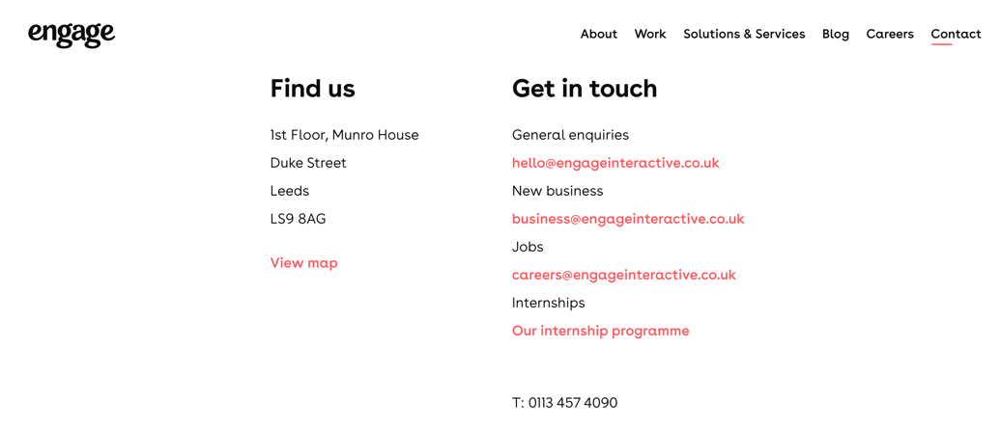 engage
About Work Solutions & Services Blog Careers Contact
Find us
1st Floor, Munro House
Duke Street
Leeds
LS9 8AG
View map
Get in touch
General enquiries
hello@engageinteractive.co.uk
New business
business@engageinteractive.co.uk
Jobs
careers@engageinteractive.co.uk
Internships
Our internship programme
T: 0113 457 4090